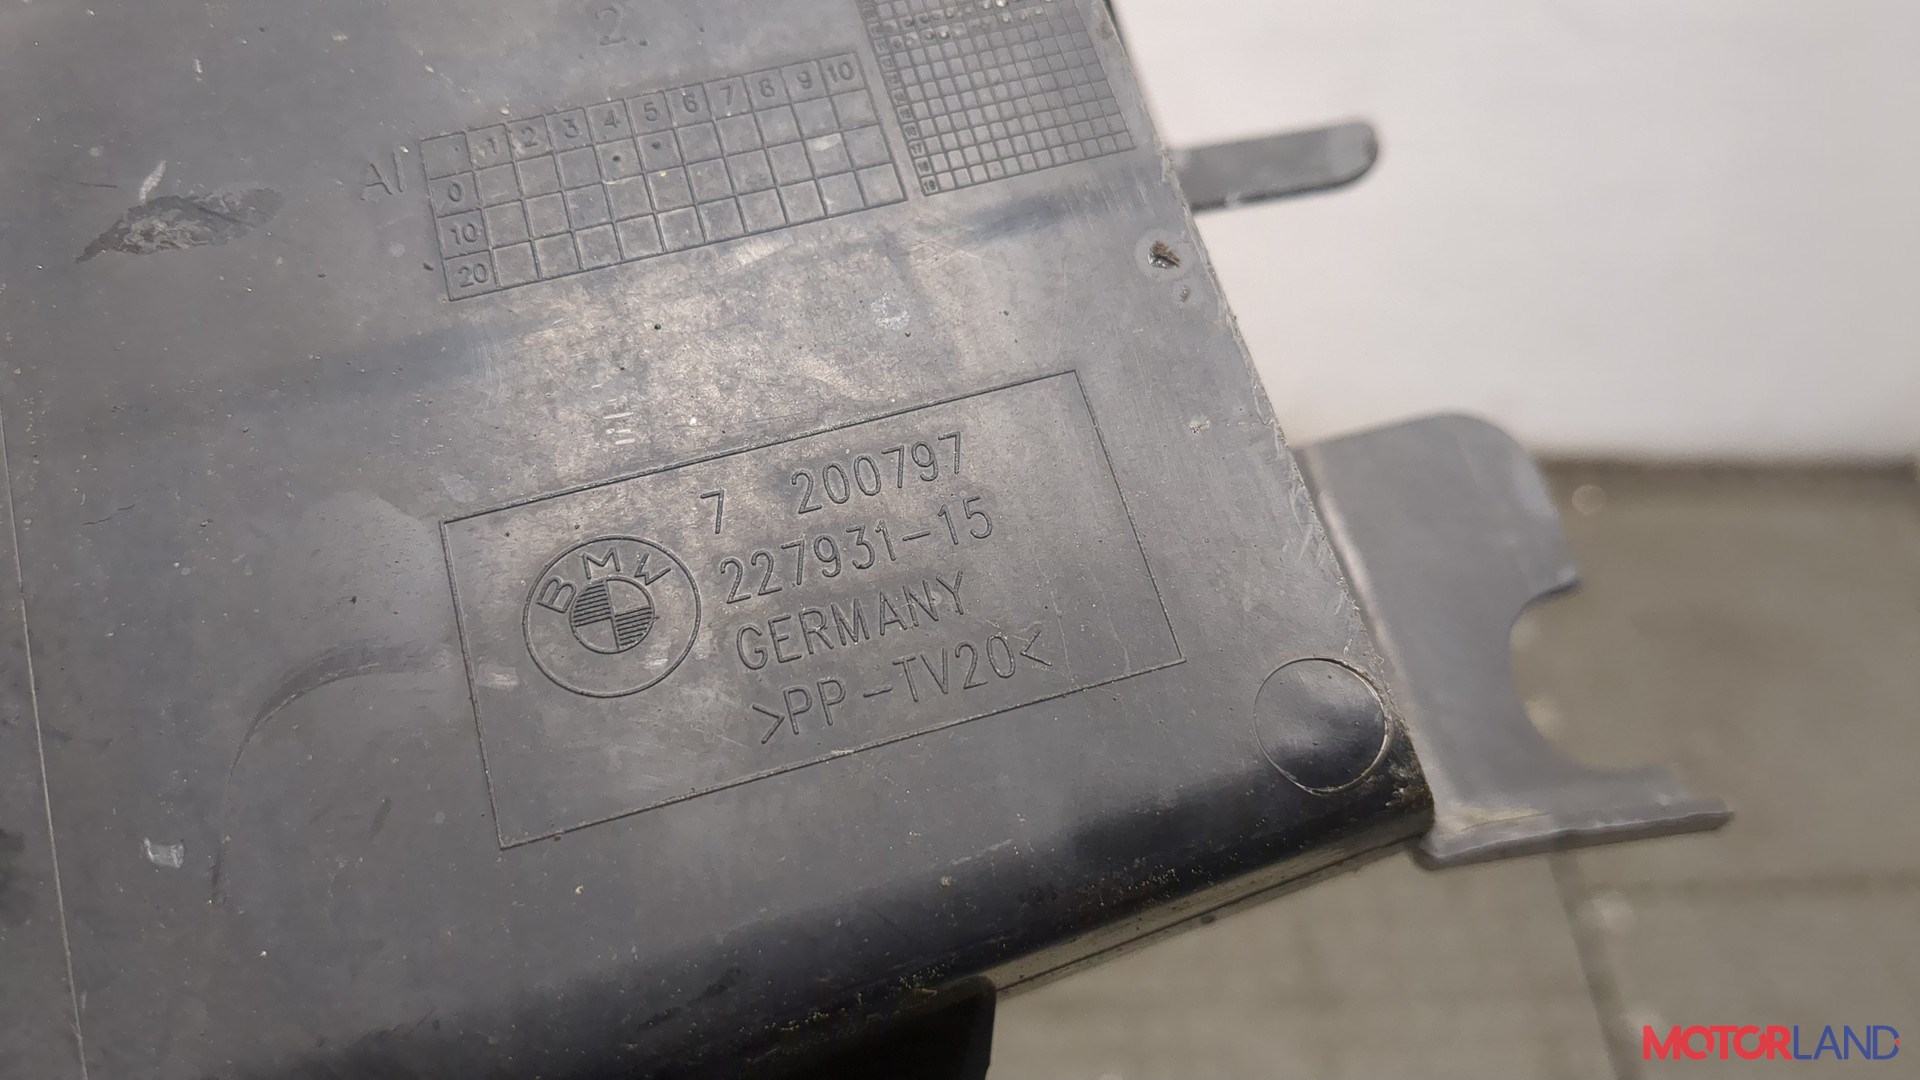 2
1 2 3 4 5 6 7 8 9 10
AI
0
10
20
7 200797
227931-15
BMW
GERMANY
>PP-TV20<
MOTORLAND